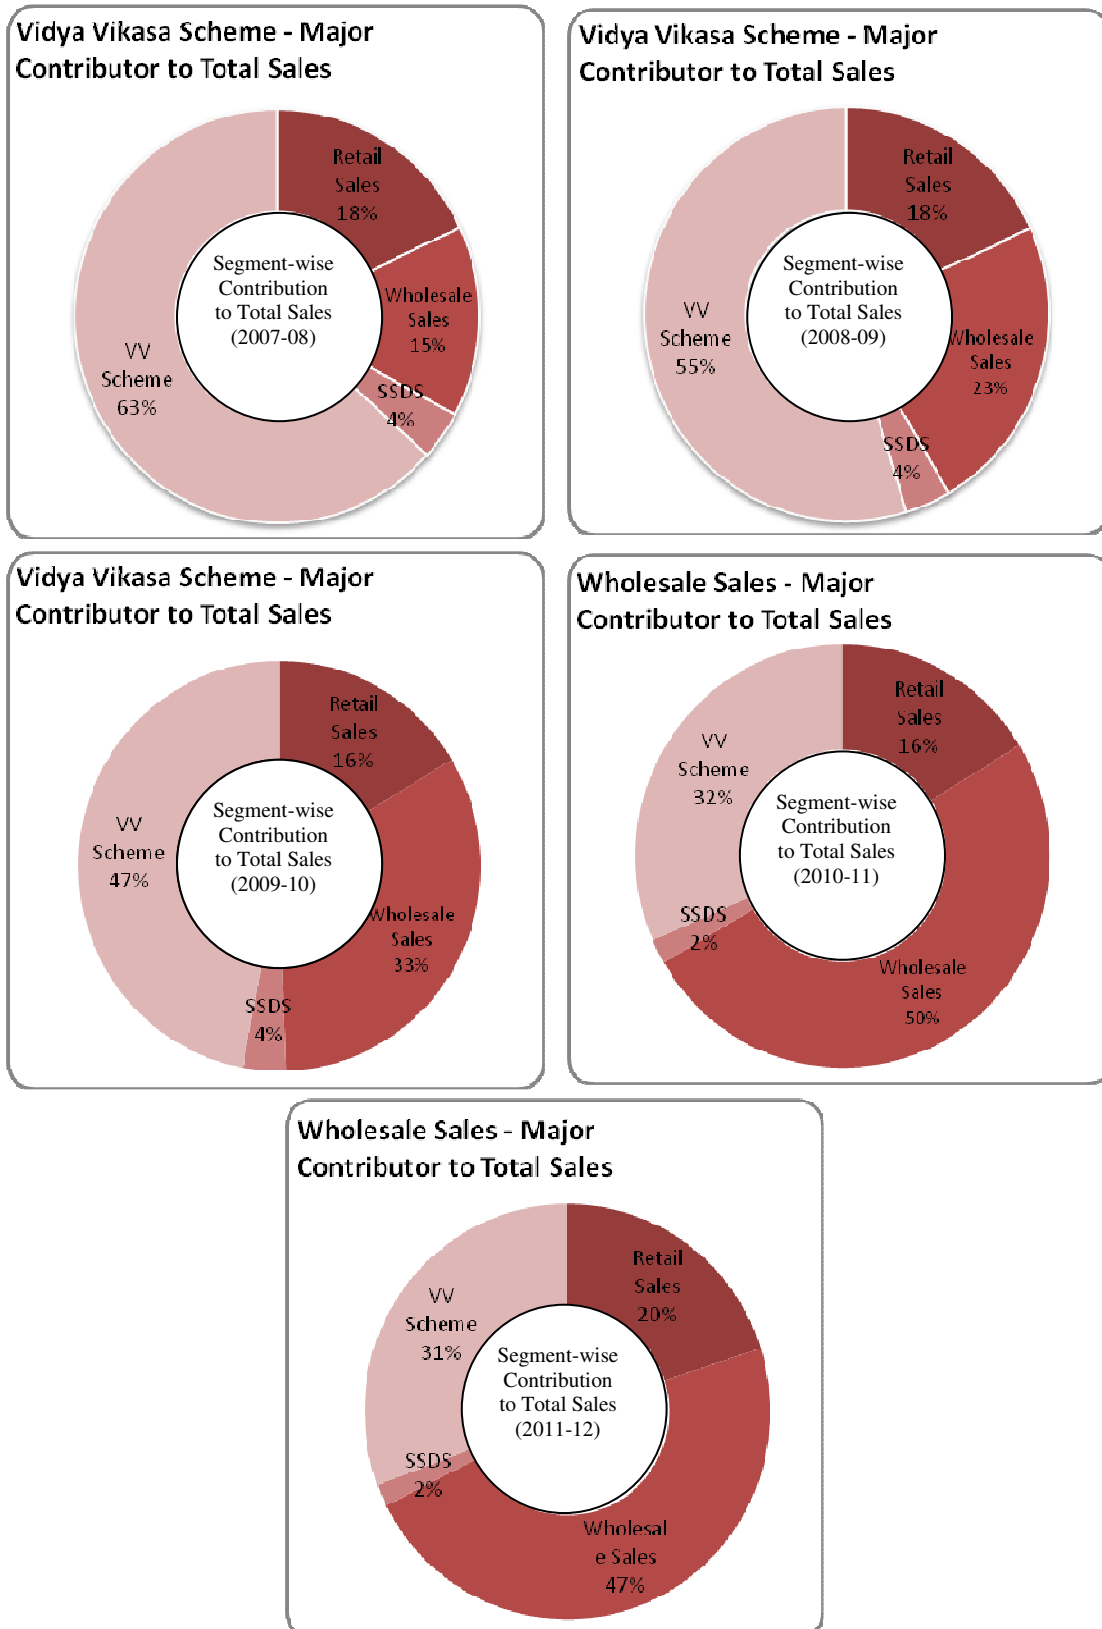 Vidya Vikasa Scheme - Major
Contributor to Total Sales
Retail
Sales
18%
Wholesale
Sales
15%
SSDS
4%
VV
Scheme
63%
Segment-wise
Contribution
to Total Sales
(2007-08)
Vidya Vikasa Scheme - Major
Contributor to Total Sales
Retail
Sales
18%
Wholesale
Sales
23%
SSDS
4%
VV
Scheme
55%
Segment-wise
Contribution
to Total Sales
(2008-09)
Vidya Vikasa Scheme - Major
Contributor to Total Sales
Retail
Sales
16%
Wholesale
Sales
33%
SSDS
4%
VV
Scheme
47%
Segment-wise
Contribution
to Total Sales
(2009-10)
Wholesale Sales - Major
Contributor to Total Sales
Retail
Sales
16%
Wholesale
Sales
50%
SSDS
2%
VV
Scheme
32%
Segment-wise
Contribution
to Total Sales
(2010-11)
Wholesale Sales - Major
Contributor to Total Sales
Retail
Sales
20%
Wholesal
e Sales
47%
SSDS
2%
VV
Scheme
31%
Segment-wise
Contribution
to Total Sales
(2011-12)